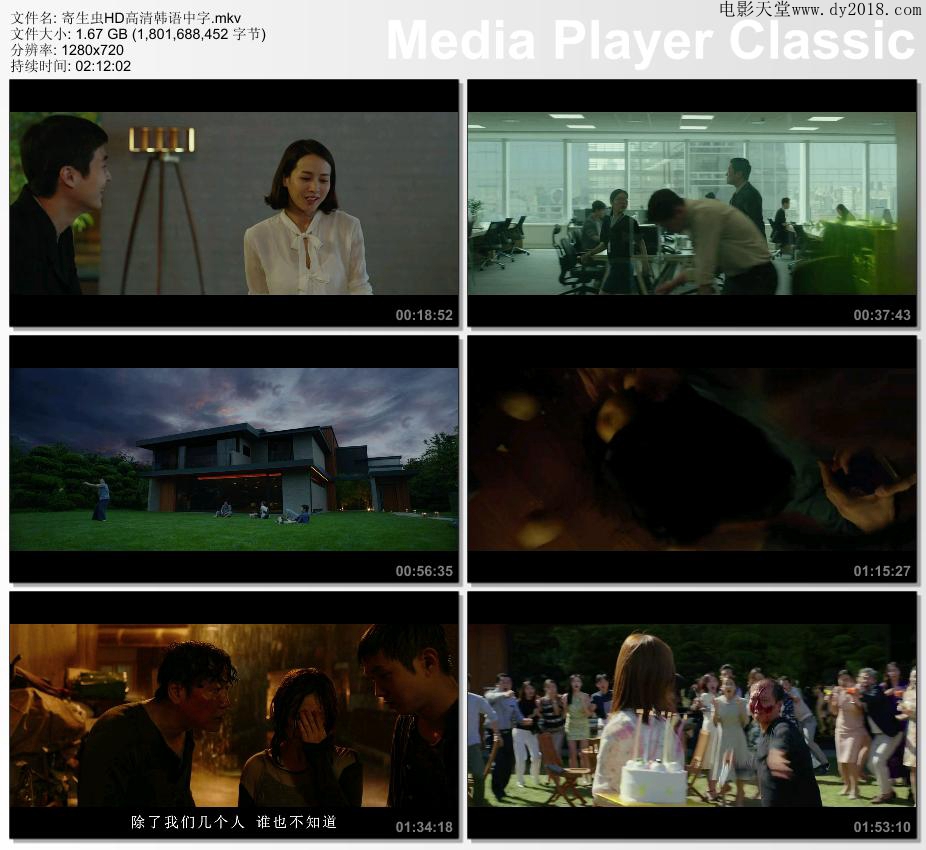 电影天堂www.dy2018.com
文件名: 寄生虫HD高清韩语中字.mkv
文件大小: 1.67 GB (1,801,688,452 字节)
分辨率: 1280x720
持续时间: 02:12:02
Media Player Classic
00:18:52
00:37:43
00:56:35
01:15:27
除了我们几个人 谁也不知道
01:34:18
01:53:10